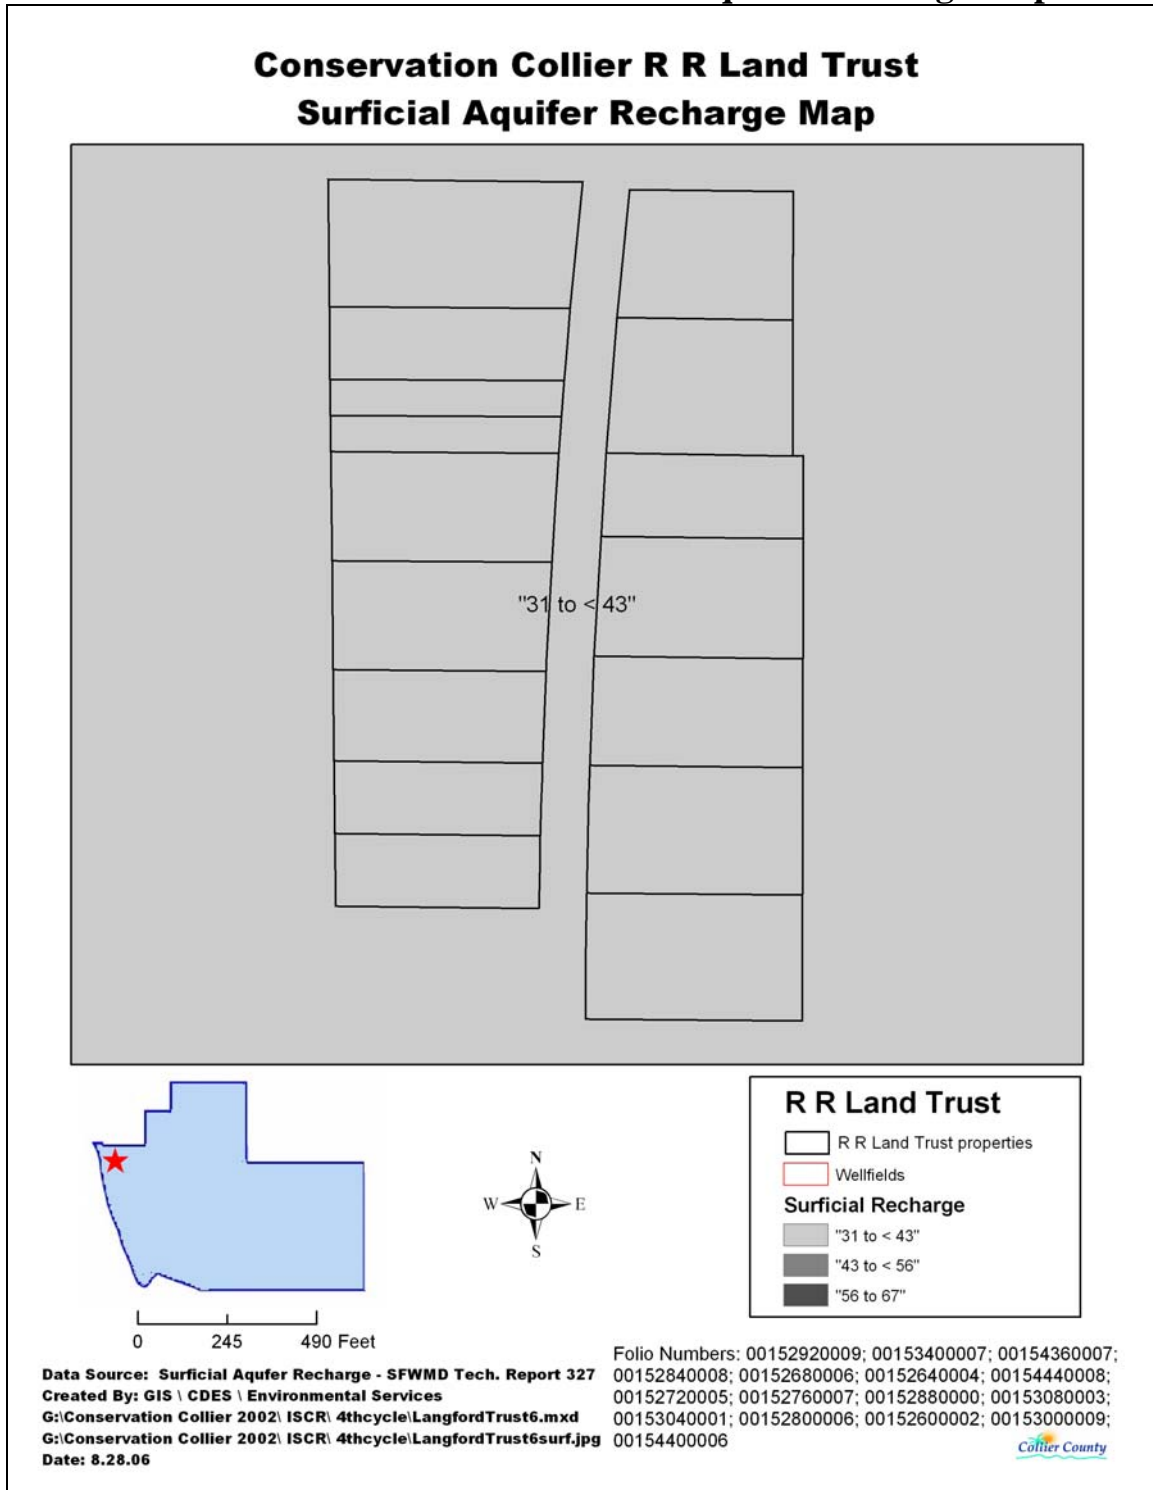 Conservation Collier R R Land Trust
Surficial Aquifer Recharge Map
"31 to < 43"
N
W E
S
0 245 490 Feet
R R Land Trust
R R Land Trust properties
Wellfields
Surficial Recharge
"31 to < 43"
"43 to < 56"
"56 to 67"
Data Source: Surficial Aqufer Recharge - SFWMD Tech. Report 327
Created By: GIS \ CDES \ Environmental Services
G:\Conservation Collier 2002\ ISCR\ 4thcycle\LangfordTrust6.mxd
G:\Conservation Collier 2002\ ISCR\ 4thcycle\LangfordTrust6surf.jpg
Date: 8.28.06
Folio Numbers: 00152920009; 00153400007; 00154360007;
00152840008; 00152680006; 00152640004; 00154440008;
00152720005; 00152760007; 00152880000; 00153080003;
00153040001; 00152800006; 00152600002; 00153000009;
00154400006
Collier County